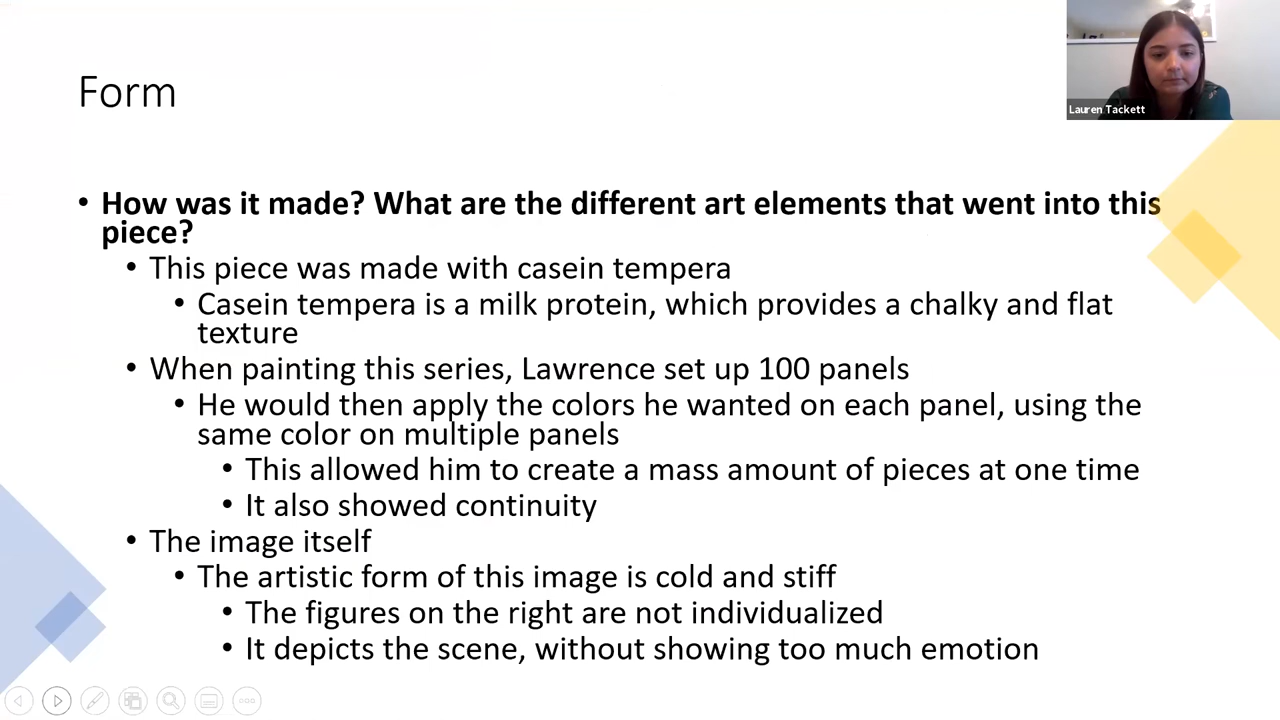 Form
Lauren Tackett
• How was it made? What are the different art elements that went into this
piece?
• This piece was made with casein tempera
• Casein tempera is a milk protein, which provides a chalky and flat
texture
• When painting this series, Lawrence set up 100 panels
• He would then apply the colors he wanted on each panel, using the
same color on multiple panels
• This allowed him to create a mass amount of pieces at one time
• It also showed continuity
• The image itself
• The artistic form of this image is cold and stiff
• The figures on the right are not individualized
• It depicts the scene, without showing too much emotion